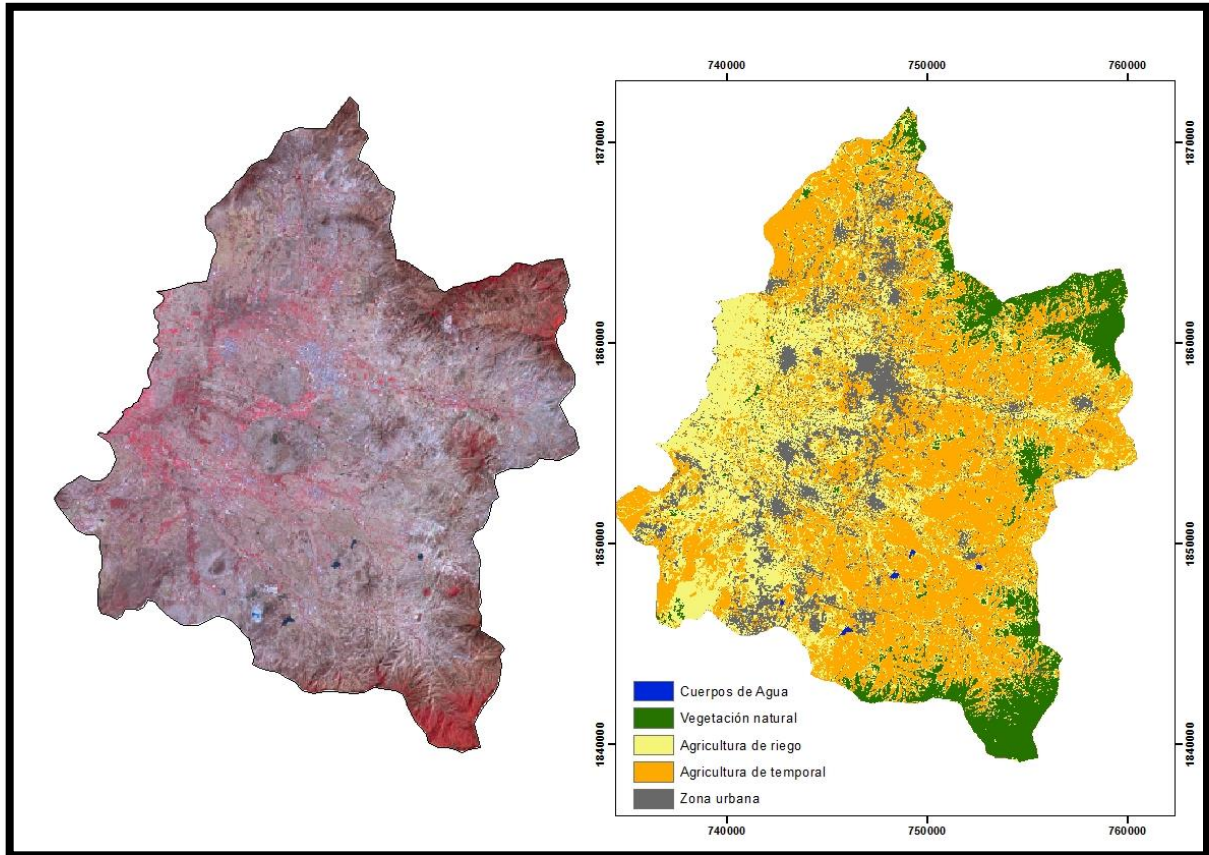 740000 750000 760000
1870000 1870000
1860000 1860000
1850000 1850000
1840000 1840000
Cuerpos de Agua
Vegetación natural
Agricultura de riego
Agricultura de temporal
Zona urbana
740000 750000 760000